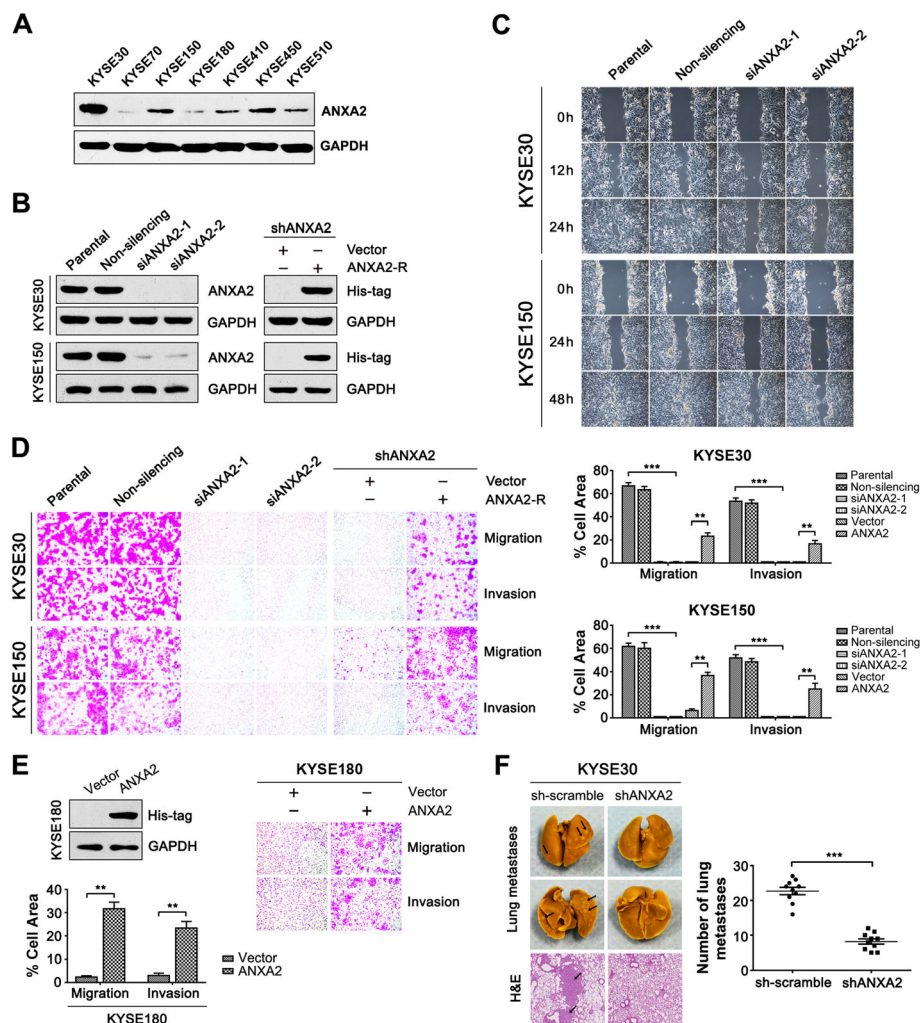 A
KYSE30 KYSE70 KYSE150 KYSE180 KYSE410 KYSE450 KYSE510
ANXA2
GAPDH
B
Parental Non-silencing siANXA2-1 siANXA2-2
shANXA2
+ − Vector
− + ANXA2-R
KYSE30
ANXA2 His-tag
GAPDH GAPDH
KYSE150
ANXA2 His-tag
GAPDH GAPDH
C
Parental Non-silencing siANXA2-1 siANXA2-2
KYSE30
0h
12h
24h
KYSE150
0h
24h
48h
D
Parental Non-silencing siANXA2-1 siANXA2-2
shANXA2
+ − Vector
− + ANXA2-R
KYSE30
Migration
Invasion
KYSE150
Migration
Invasion
KYSE30
% Cell Area
80
60
40
20
0
*** ** *** **
Migration Invasion
Parental
Non-silencing
siANXA2-1
siANXA2-2
Vector
ANXA2
KYSE150
% Cell Area
80
60
40
20
0
*** ** *** **
Migration Invasion
Parental
Non-silencing
siANXA2-1
siANXA2-2
Vector
ANXA2
E
Vector ANXA2
KYSE180
His-tag
GAPDH
% Cell Area
40
30
20
10
0
** **
Migration Invasion
KYSE180
Vector
ANXA2
KYSE180
+ − Vector
− + ANXA2
Migration
Invasion
F
KYSE30
sh-scramble shANXA2
Lung metastases
H&E
Number of lung
metastases
30
20
10
0
***
sh-scramble shANXA2